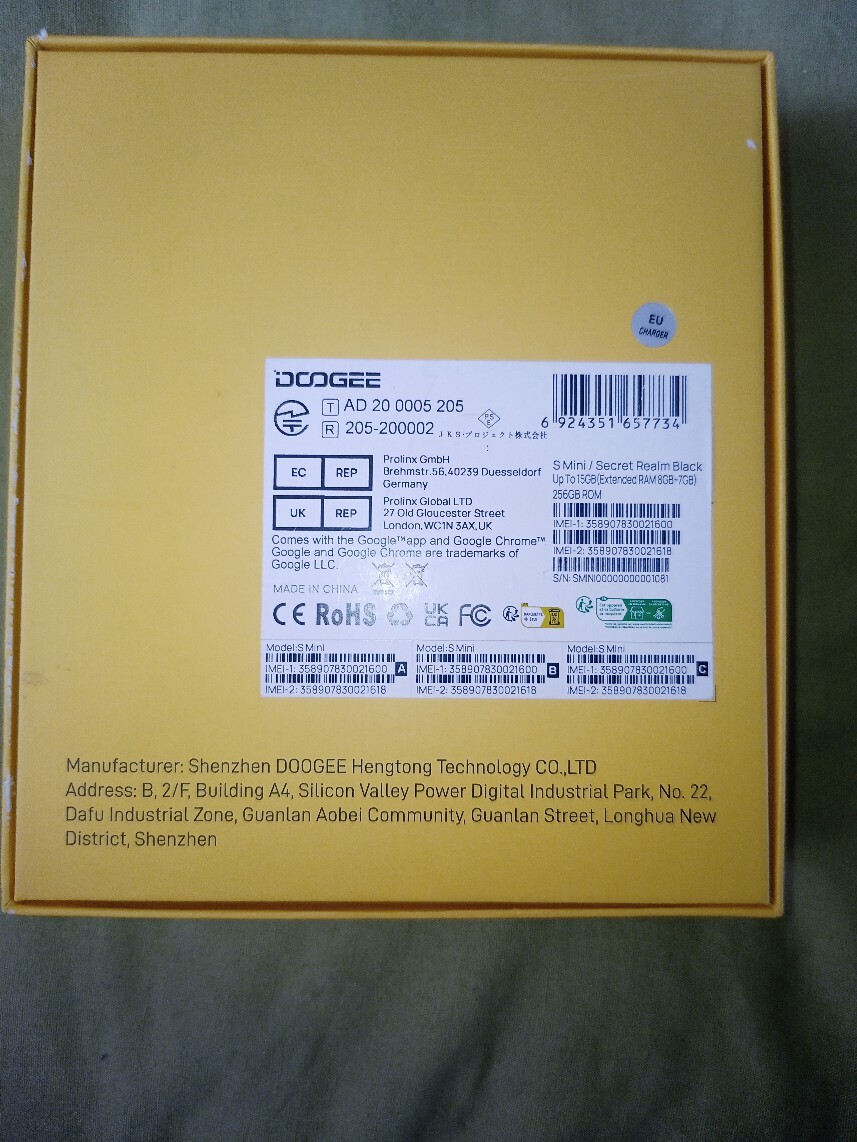 EU
CHARGER
DOOGEE
T AD 20 0005 205
R 205-200002
PS
E
JKS・プロジェクト株式会社
:
6 924351 657734
EC REP
Prolinx GmbH
Brehmstr.56,40239 Duesseldorf
Germany
UK REP
Prolinx Global LTD
27 Old Gloucester Street
London,WC1N 3AX,UK
Comes with the Google™app and Google Chrome™
Google and Google Chrome are trademarks of
Google LLC.
S Mini / Secret Realm Black
Up To 15GB(Extended RAM 8GB+7GB)
256GB ROM
IMEI-1: 358907830021600
IMEI-2: 358907830021618
S/N: SMINI00000000001081
MADE IN CHINA
CE RoHS UK CA FC
Model:S Mini
IMEI-1: 358907830021600 A
IMEI-2: 358907830021618
Model:S Mini
IMEI-1: 358907830021600 B
IMEI-2: 358907830021618
Model:S Mini
IMEI-1: 358907830021600 C
IMEI-2: 358907830021618
Manufacturer: Shenzhen DOOGEE Hengtong Technology CO.,LTD
Address: B, 2/F, Building A4, Silicon Valley Power Digital Industrial Park, No. 22,
Dafu Industrial Zone, Guanlan Aobei Community, Guanlan Street, Longhua New
District, Shenzhen